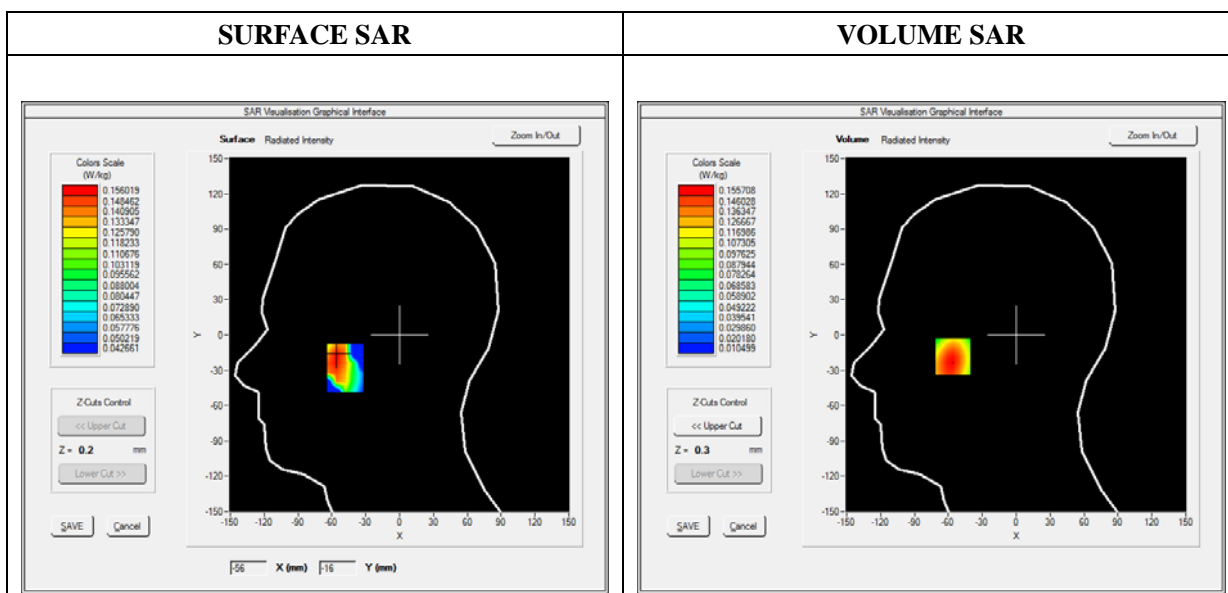 SURFACE SAR
VOLUME SAR
SAR Visualisation Graphical Interface
Surface Radiated Intensity
Zoom In/Out
Colors Scale
(W/kg)
0.156019
0.148462
0.140905
0.133347
0.125790
0.118233
0.110676
0.103119
0.095562
0.088004
0.080447
0.072890
0.065333
0.057776
0.050219
0.042661
Z-Cuts Control
<< Upper Cut
Z = 0.2 mm
Lower Cut >>
SAVE Cancel
150
120
90
60
30
0
-30
-60
-90
-120
-150
Y
-150 -120 -90 -60 -30 0 30 60 90 120 150
X
-56 X (mm) -16 Y (mm)
SAR Visualisation Graphical Interface
Volume Radiated Intensity
Zoom In/Out
Colors Scale
(W/kg)
0.155708
0.146028
0.136347
0.126667
0.116986
0.107305
0.097625
0.087944
0.078264
0.068583
0.058902
0.049222
0.039541
0.029860
0.020180
0.010499
Z-Cuts Control
<< Upper Cut
Z = 0.3 mm
Lower Cut >>
SAVE Cancel
150
120
90
60
30
0
-30
-60
-90
-120
-150
Y
-150 -120 -90 -60 -30 0 30 60 90 120 150
X